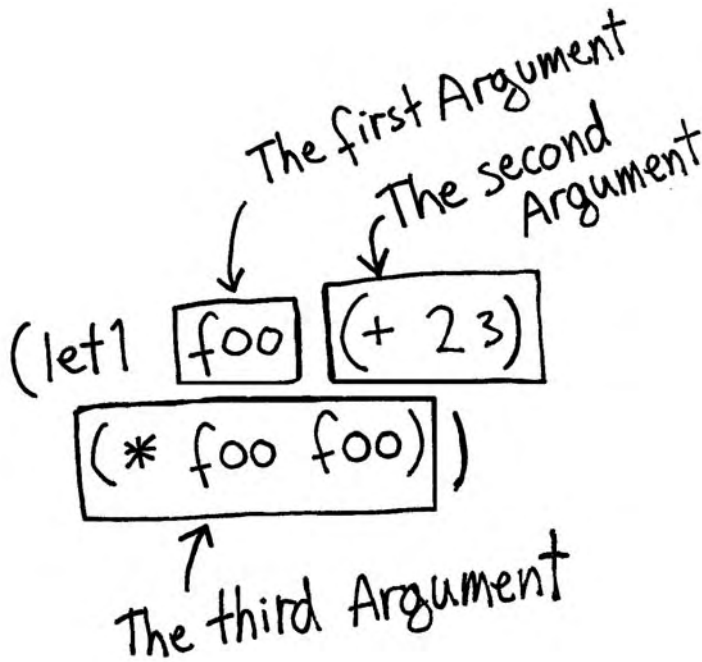 The first Argument
The second
Argument
(let1 foo (+ 2 3)
(* foo foo))
The third Argument